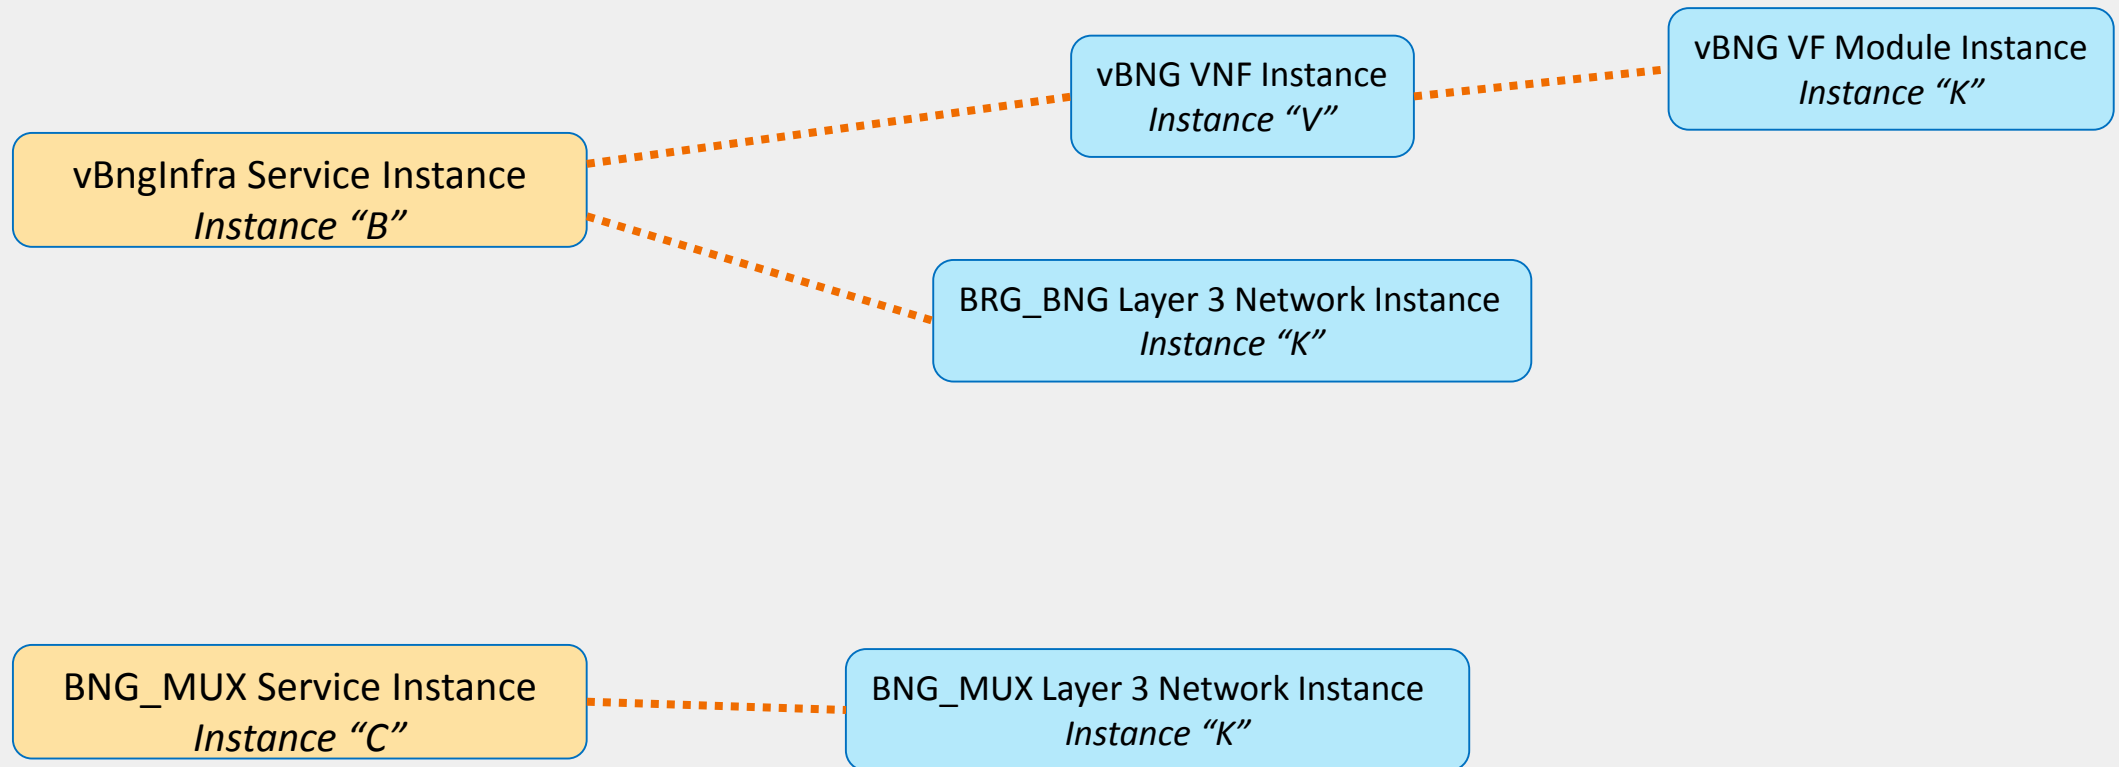 vBNG VF Module Instance
Instance “K”
vBNG VNF Instance
Instance “V”
vBngInfra Service Instance
Instance “B”
BRG_BNG Layer 3 Network Instance
Instance “K”
BNG_MUX Service Instance
Instance “C”
BNG_MUX Layer 3 Network Instance
Instance “K”